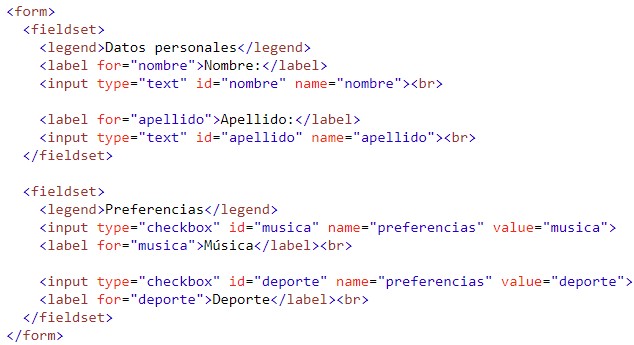 <form>
<fieldset>
<legend>Datos personales</legend>
<label for="nombre">Nombre:</label>
<input type="text" id="nombre" name="nombre"><br>
<label for="apellido">Apellido:</label>
<input type="text" id="apellido" name="apellido"><br>
</fieldset>
<fieldset>
<legend>Preferencias</legend>
<input type="checkbox" id="musica" name="preferencias" value="musica">
<label for="musica">Música</label><br>
<input type="checkbox" id="deporte" name="preferencias" value="deporte">
<label for="deporte">Deporte</label><br>
</fieldset>
</form>